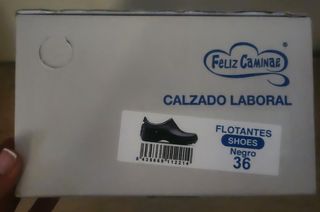 Feliz Caminar ®
CALZADO LABORAL
FLOTANTES
SHOES
Negro
36